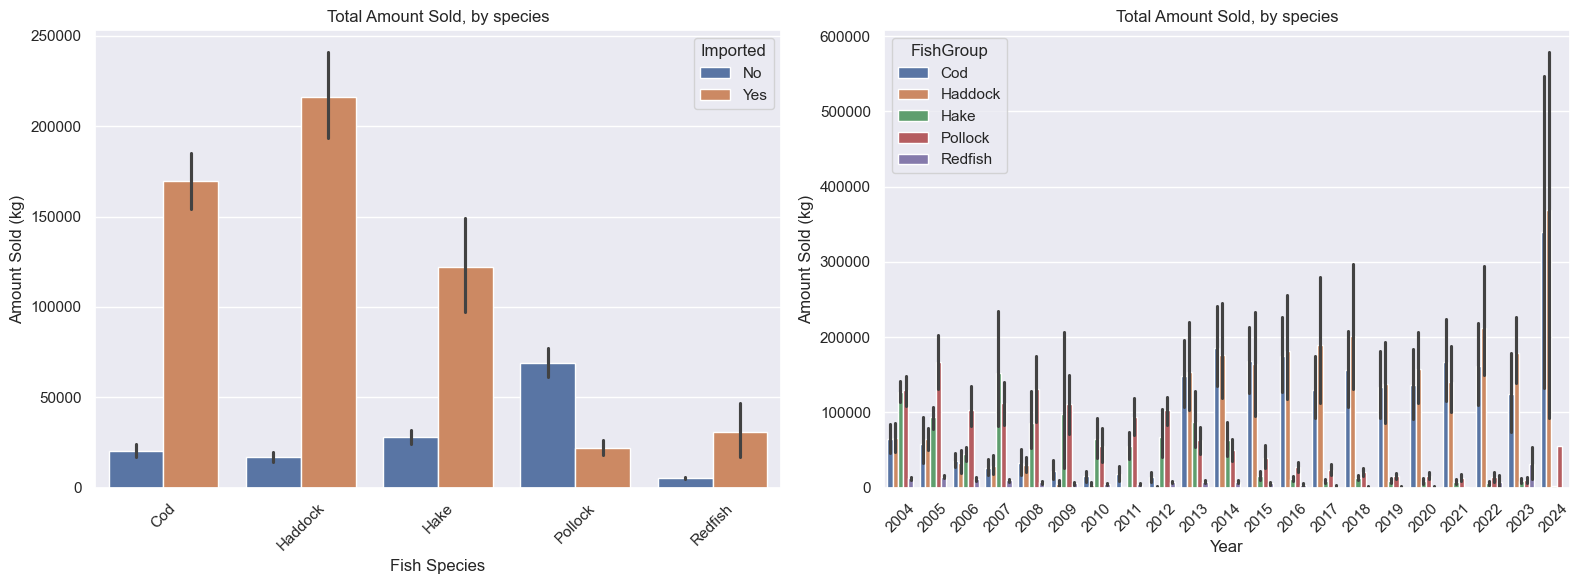 Total Amount Sold, by species
Amount Sold (kg)
250000
200000
150000
100000
50000
0
Imported
No
Yes
Cod
Haddock
Hake
Pollock
Redfish
Fish Species
Total Amount Sold, by species
Amount Sold (kg)
600000
500000
400000
300000
200000
100000
0
FishGroup
Cod
Haddock
Hake
Pollock
Redfish
2004
2005
2006
2007
2008
2009
2010
2011
2012
2013
2014
2015
2016
2017
2018
2019
2020
2021
2022
2023
2024
Year